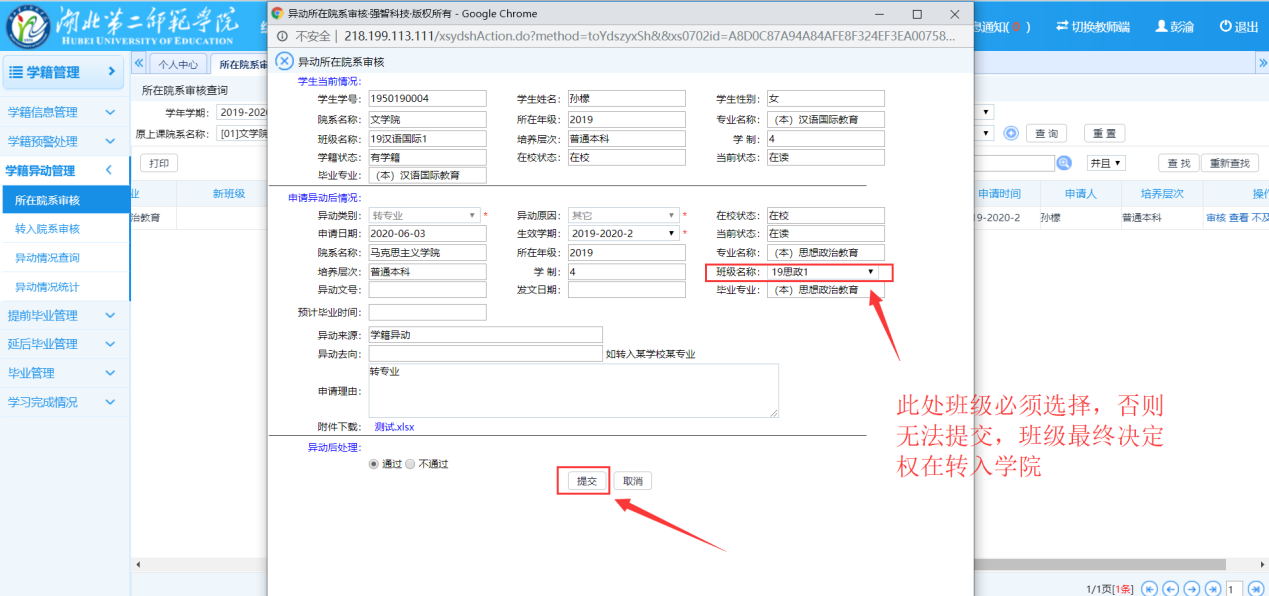 湖北第二师范学院
HUBEI UNIVERSITY OF EDUCATION
异动所在院系审核-强智科技-版权所有 - Google Chrome
不安全 | 218.199.113.111/xsydshAction.do?method=toYdszyxSh&&xs0702id=A8D0C87A94A84AFE8F324EF3EA00758...
息通知( 0 )
切换教师端
彭渝
退出
学籍管理
个人中心
所在院系审
异动所在院系审核
学籍信息管理
学籍预警处理
学籍异动管理
所在院系审核
转入院系审核
异动情况查询
异动情况统计
提前毕业管理
延后毕业管理
毕业管理
学习完成情况
所在院系审核查询
学年学期： 2019-202
原上课院系名称： [01]文学院
打印
业 新班级
台教育
学生当前情况:
学生学号： 1950190004 学生姓名： 孙檬 学生性别： 女
院系名称： 文学院 所在年级： 2019 专业名称： （本）汉语国际教育
班级名称： 19汉语国际1 培养层次： 普通本科 学 制： 4
学籍状态： 有学籍 在校状态： 在校 当前状态： 在读
毕业专业： （本）汉语国际教育
申请异动后情况:
异动类别： 转专业 * 异动原因： 其它 * 在校状态： 在校
申请日期： 2020-06-03 生效学期： 2019-2020-2 * 当前状态： 在读
院系名称： 马克思主义学院 所在年级： 2019 专业名称： （本）思想政治教育
培养层次： 普通本科 学 制： 4 班级名称： 19思政1
异动文号： 发文日期： 毕业专业： （本）思想政治教育
预计毕业时间：
异动来源： 学籍异动
异动去向： 如转入某学校某专业
申请理由： 转专业
附件下载： 测试.xlsx
异动后处理:
通过 不通过
提交 取消
查 询 重 置
并且 查 找 重新查找
申请时间 申请人 培养层次 操作
19-2020-2 孙檬 普通本科 审核 查看 不及
此处班级必须选择，否则
无法提交，班级最终决定
权在转入学院
1/1页[1条] 1